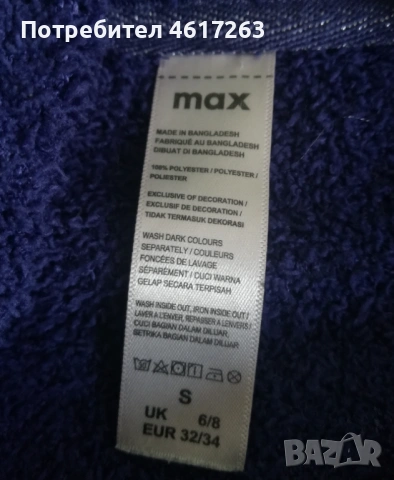 Потребител 4617263
max
MADE IN BANGLADESH
FABRIQUÉ AU BANGLADESH
DIBUAT DI BANGLADESH
100% POLYESTER / POLYESTER /
POLIESTER
EXCLUSIVE OF DECORATION /
EXCLUSIF DE DECORATION /
TIDAK TERMASUK DEKORASI
WASH DARK COLOURS
SEPARATELY / COULEURS
FONCÉES DE LAVAGE
SÉPARÉMENT / CUCI WARNA
GELAP SECARA TERPISAH
WASH INSIDE OUT, IRON INSIDE OUT /
LAVER A L'ENVER, REPASSER A L'ENVERS /
CUCI BAGIAN DALAM DILUAR,
SETRIKA BAGIAN DALAM DILUAR
S
UK 6/8
EUR 32/34
BAZAR